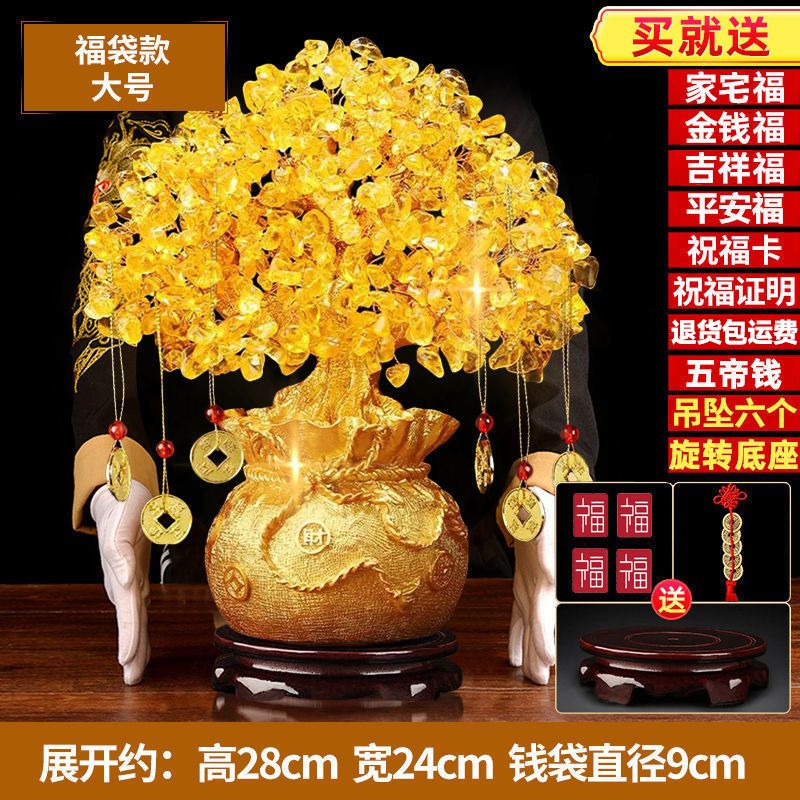 福袋款
大号
买就送
家宅福
金钱福
吉祥福
平安福
祝福卡
祝福证明
退货包运费
五帝钱
吊坠六个
旋转底座
财
福 福
福 福
送
展开约：高28cm 宽24cm 钱袋直径9cm